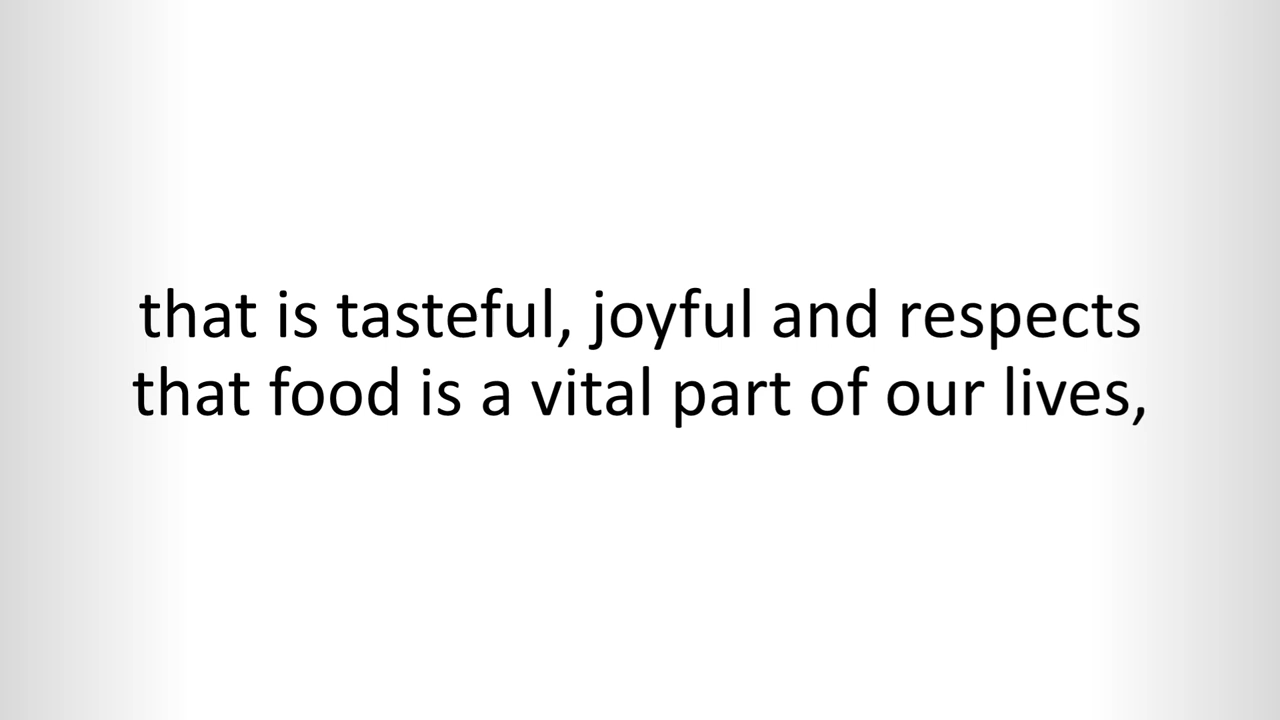 that is tasteful, joyful and respects
that food is a vital part of our lives,